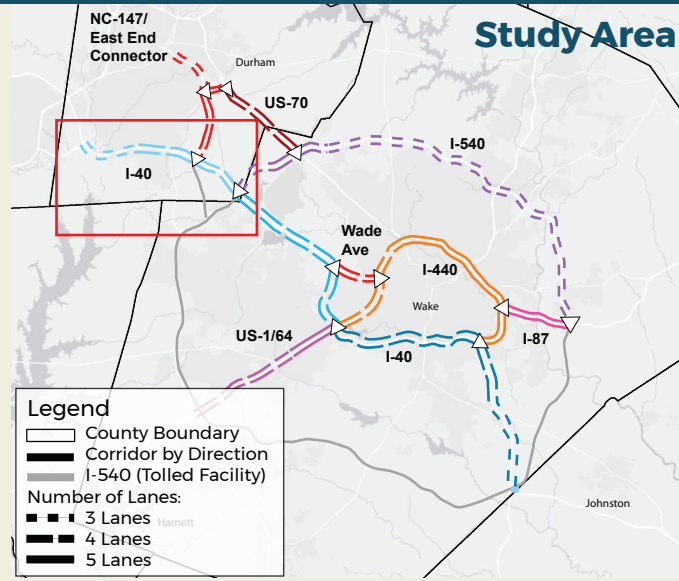 Study Area
NC-147/
East End
Connector
Durham
US-70
I-540
I-40
Wade
Ave
I-440
Wake
US-1/64
I-40
I-87
Legend
County Boundary
Corridor by Direction
I-540 (Tolled Facility)
Number of Lanes:
3 Lanes
Harnett
4 Lanes
5 Lanes
Johnston